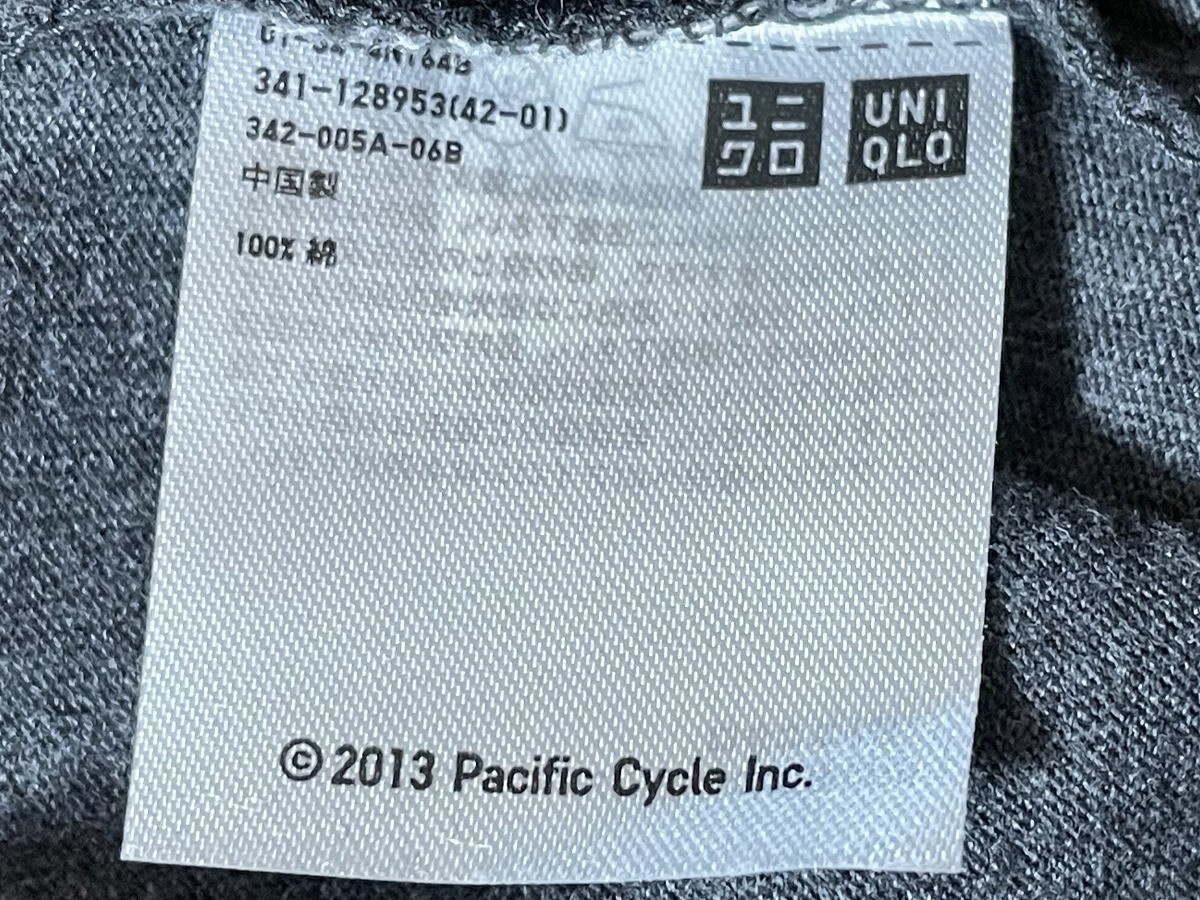 341-128953(42-01)
342-005A-06B
中国製
100% 綿
ユニ
クロ
UNI
QLO
© 2013 Pacific Cycle Inc.